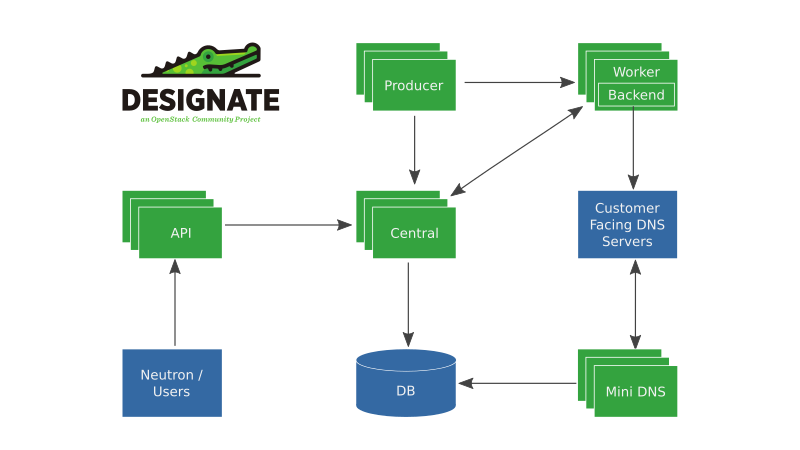 DESIGNATE
an OpenStack Community Project
Producer
Worker
Backend
API
Central
Customer
Facing DNS
Servers
Neutron /
Users
DB
Mini DNS